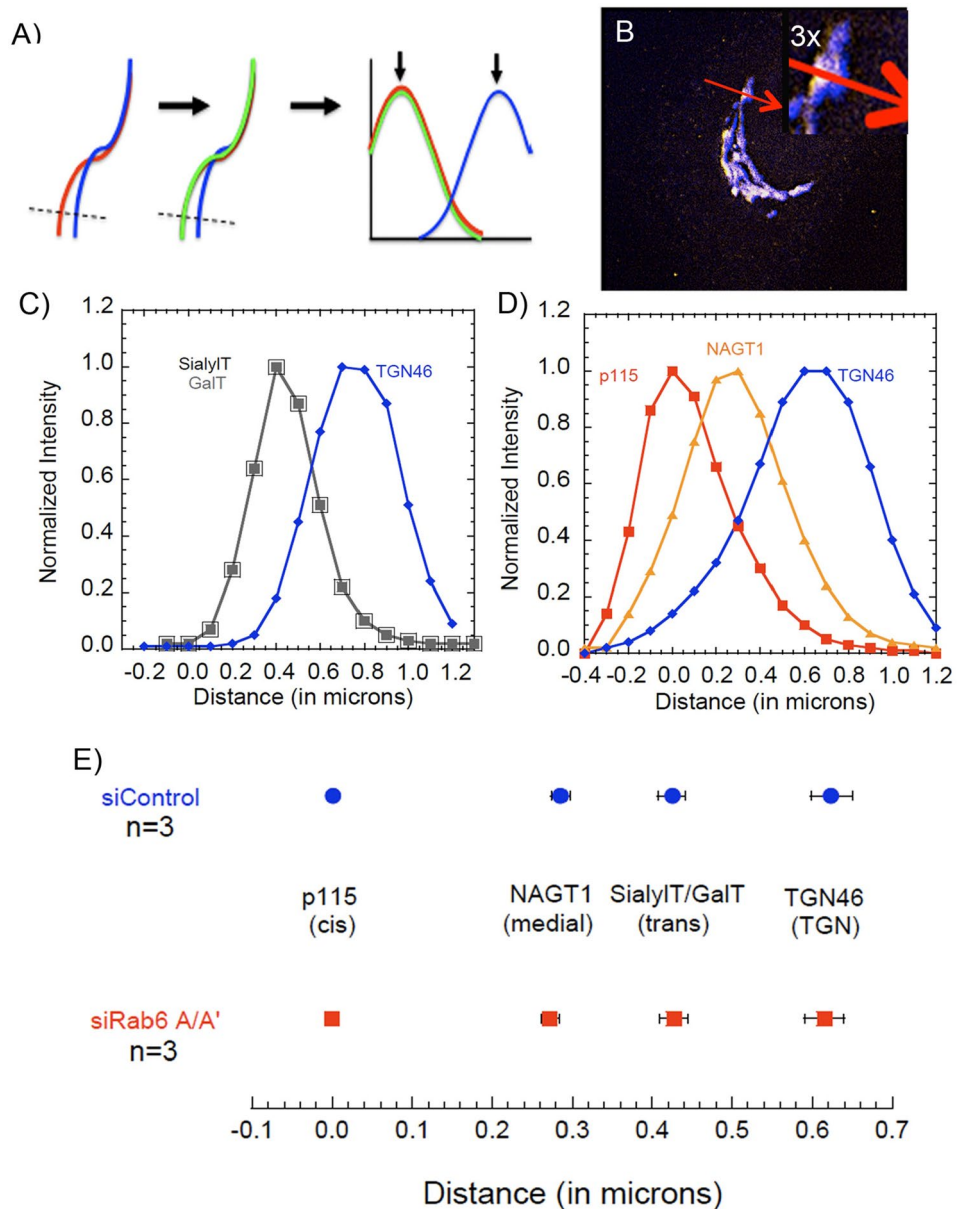 A)
B
3x
C)
1.2
1.0
0.8
0.6
0.4
0.2
0.0
Normalized Intensity
SialylT
GalT
TGN46
-0.2 0.0 0.2 0.4 0.6 0.8 1.0 1.2
Distance (in microns)
D)
1.2
1.0
0.8
0.6
0.4
0.2
0.0
Normalized Intensity
p115
NAGT1
TGN46
-0.4 -0.2 0.0 0.2 0.4 0.6 0.8 1.0 1.2
Distance (in microns)
E)
siControl
n=3
p115
(cis)
NAGT1
(medial)
SialylT/GalT
(trans)
TGN46
(TGN)
siRab6 A/A'
n=3
-0.1 0.0 0.1 0.2 0.3 0.4 0.5 0.6 0.7
Distance (in microns)